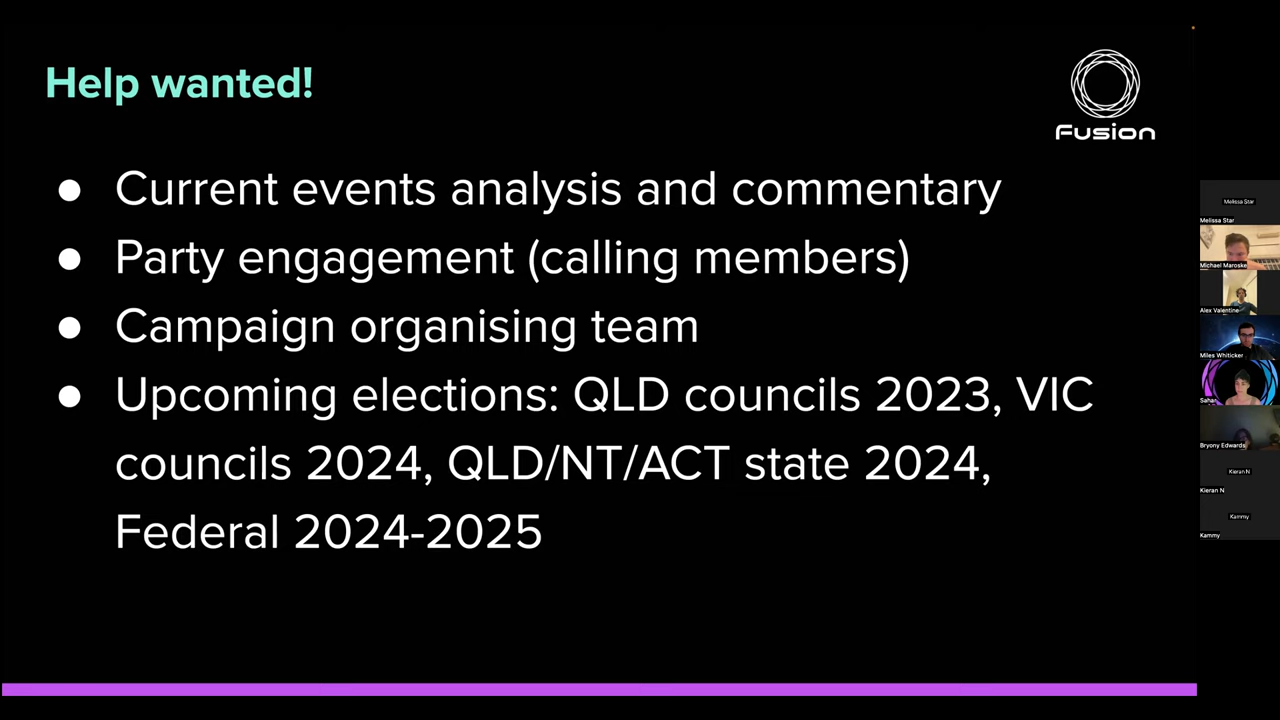 Help wanted!
Fusion
● Current events analysis and commentary
● Party engagement (calling members)
● Campaign organising team
● Upcoming elections: QLD councils 2023, VIC
councils 2024, QLD/NT/ACT state 2024,
Federal 2024-2025
Melissa Star
Melissa Star
Michael Maroske
Alex Valentine
Miles Whiticker
Sahar
Bryony Edwards
Kieran N
Kieran N
Kammy
Kammy